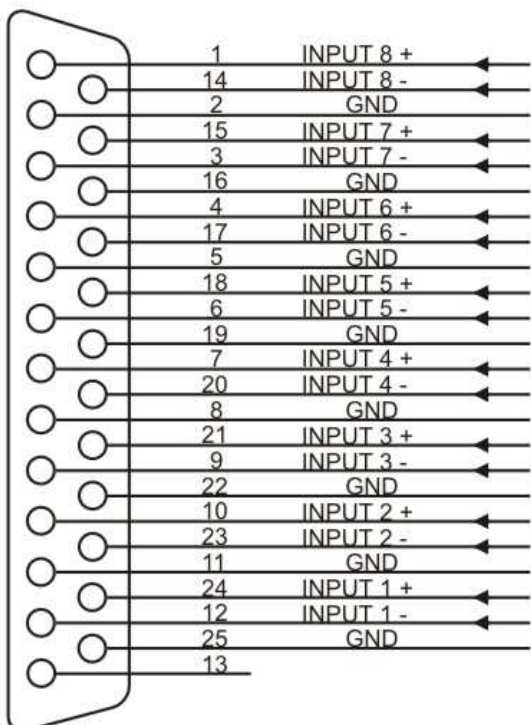 1 INPUT 8 +
14 INPUT 8 -
2 GND
15 INPUT 7 +
3 INPUT 7 -
16 GND
4 INPUT 6 +
17 INPUT 6 -
5 GND
18 INPUT 5 +
6 INPUT 5 -
19 GND
7 INPUT 4 +
20 INPUT 4 -
8 GND
21 INPUT 3 +
9 INPUT 3 -
22 GND
10 INPUT 2 +
23 INPUT 2 -
11 GND
24 INPUT 1 +
12 INPUT 1 -
25 GND
13